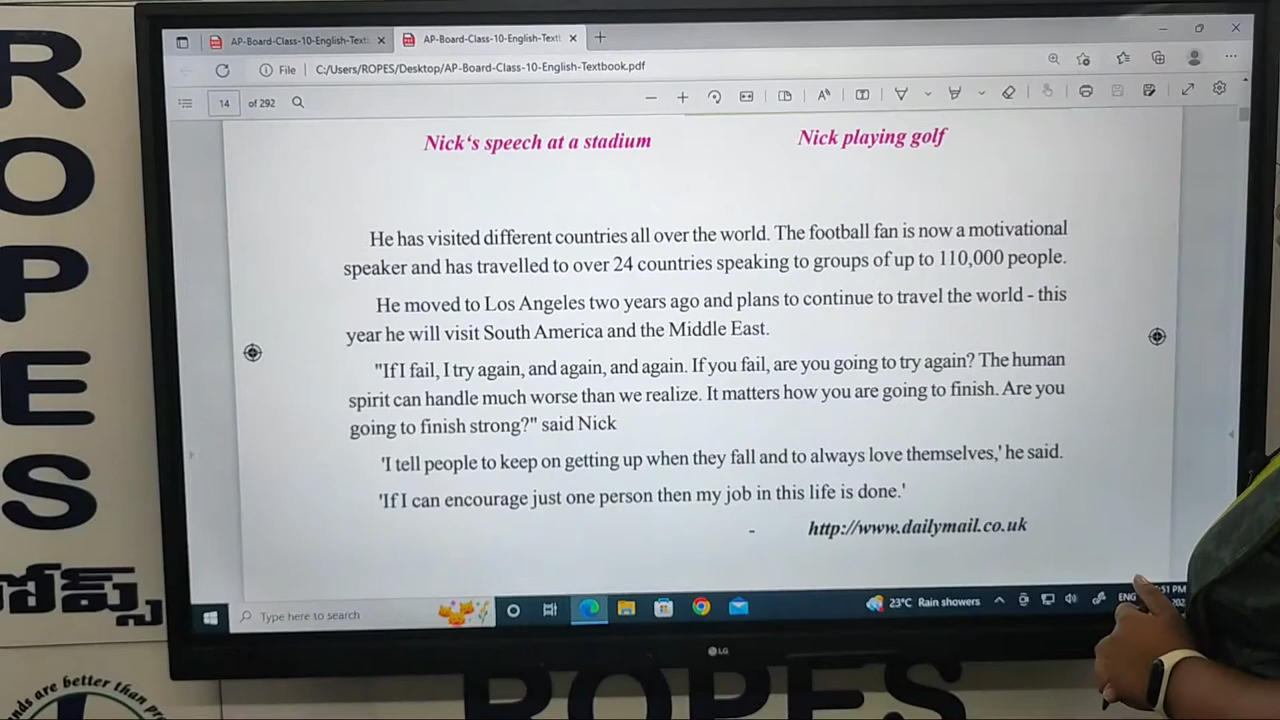 ROPES
రోప్స్
AP-Board-Class-10-English-Text
AP-Board-Class-10-English-Text
File
C:/Users/ROPES/Desktop/AP-Board-Class-10-English-Textbook.pdf
14 of 292
Nick's speech at a stadium
Nick playing golf
He has visited different countries all over the world. The football fan is now a motivational
speaker and has travelled to over 24 countries speaking to groups of up to 110,000 people.
He moved to Los Angeles two years ago and plans to continue to travel the world - this
year he will visit South America and the Middle East.
"If I fail, I try again, and again, and again. If you fail, are you going to try again? The human
spirit can handle much worse than we realize. It matters how you are going to finish. Are you
going to finish strong?" said Nick
'I tell people to keep on getting up when they fall and to always love themselves,' he said.
'If I can encourage just one person then my job in this life is done.'
- http://www.dailymail.co.uk
Type here to search
23°C Rain showers
ENG
51 PM
LG
are better than
ROPES